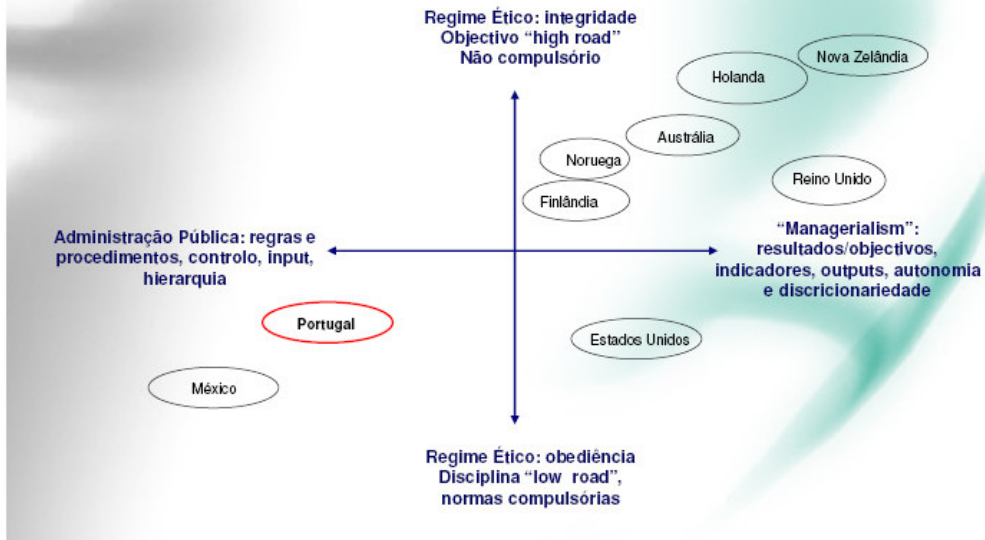 Regime Ético: integridade
Objectivo “high road”
Não compulsório
Nova Zelândia
Holanda
Austrália
Noruega
Reino Unido
Finlândia
Administração Pública: regras e
procedimentos, controlo, input,
hierarquia
“Managerialism”:
resultados/objectivos,
indicadores, outputs, autonomia
e discricionariedade
Portugal
Estados Unidos
México
Regime Ético: obediência
Disciplina “low road”,
normas compulsórias